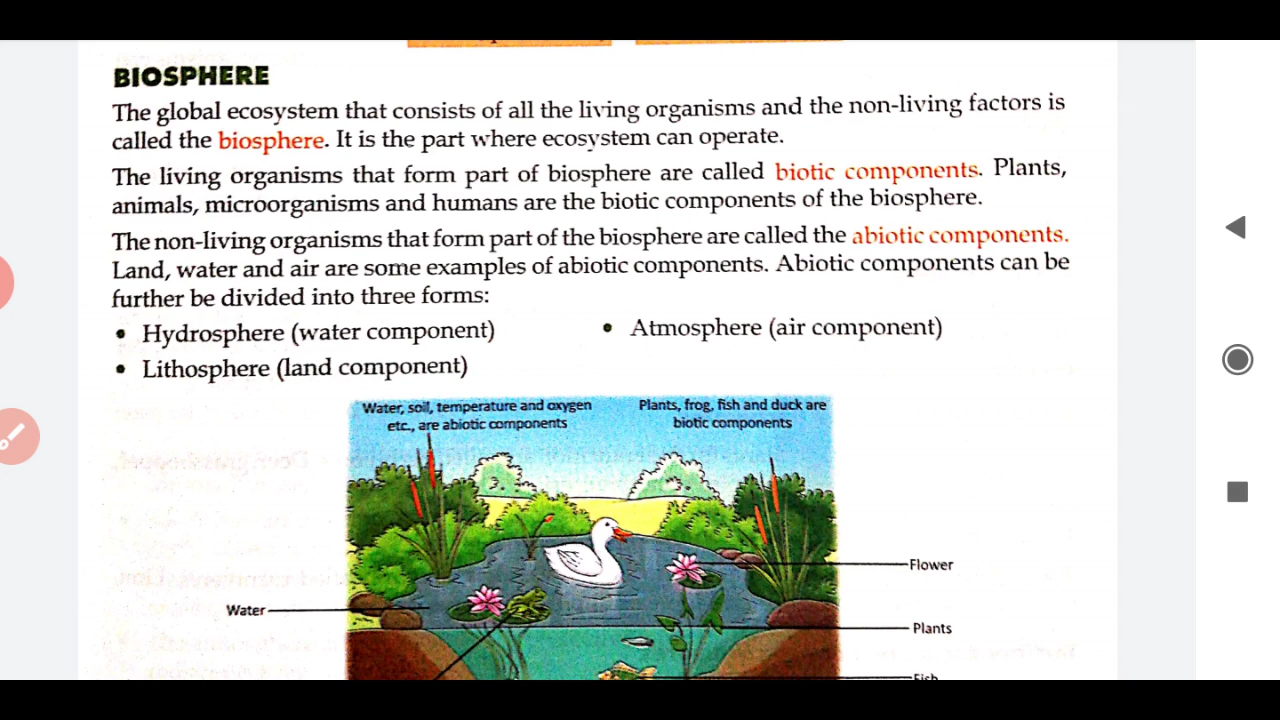 BIOSPHERE
The global ecosystem that consists of all the living organisms and the non-living factors is
called the biosphere. It is the part where ecosystem can operate.
The living organisms that form part of biosphere are called biotic components. Plants,
animals, microorganisms and humans are the biotic components of the biosphere.
The non-living organisms that form part of the biosphere are called the abiotic components.
Land, water and air are some examples of abiotic components. Abiotic components can be
further be divided into three forms:
• Hydrosphere (water component)
• Atmosphere (air component)
• Lithosphere (land component)
Water, soil, temperature and oxygen
etc., are abiotic components
Plants, frog, fish and duck are
biotic components
Flower
Water
Plants
Fish